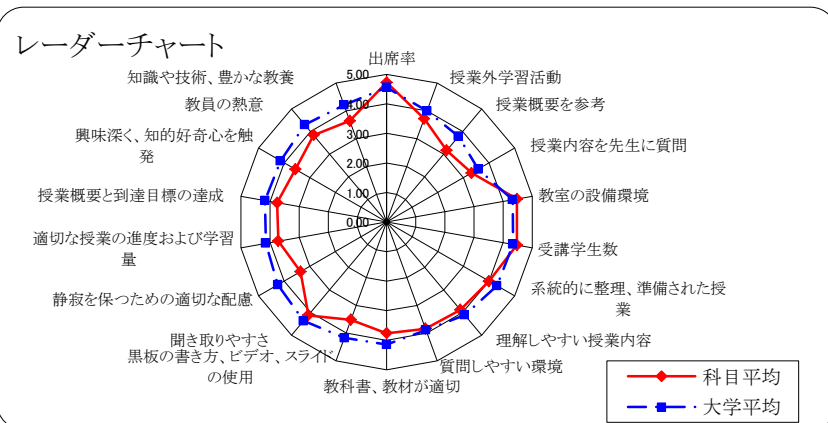 レーダーチャート
出席率
授業外学習活動
授業概要を参考
授業内容を先生に質問
教室の設備環境
受講学生数
系統的に整理、準備された授
業
理解しやすい授業内容
質問しやすい環境
教科書、教材が適切
黒板の書き方、ビデオ、スライド
の使用
聞き取りやすさ
静寂を保つための適切な配慮
適切な授業の進度および学習
量
授業概要と到達目標の達成
興味深く、知的好奇心を触
発
教員の熱意
知識や技術、豊かな教養
5.00
4.00
3.00
2.00
1.00
0.00
科目平均
大学平均